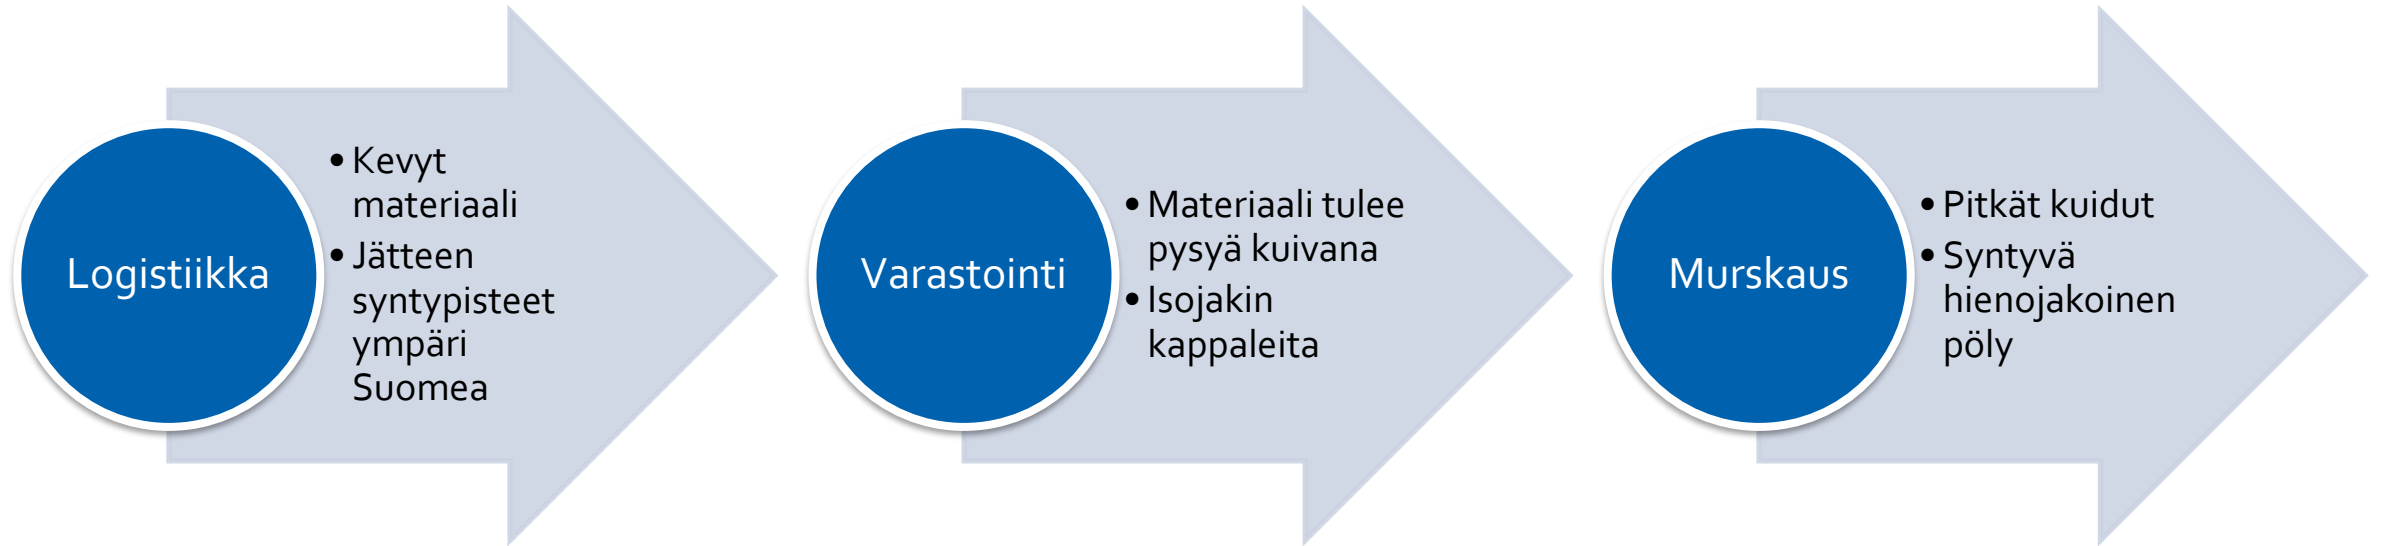 Logistiikka
• Kevyt
materiaali
• Jätteen
syntypisteet
ympäri
Suomea
Varastointi
• Materiaali tulee
pysyä kuivana
• Isojakin
kappaleita
Murskaus
• Pitkät kuidut
• Syntyvä
hienojakoinen
pöly